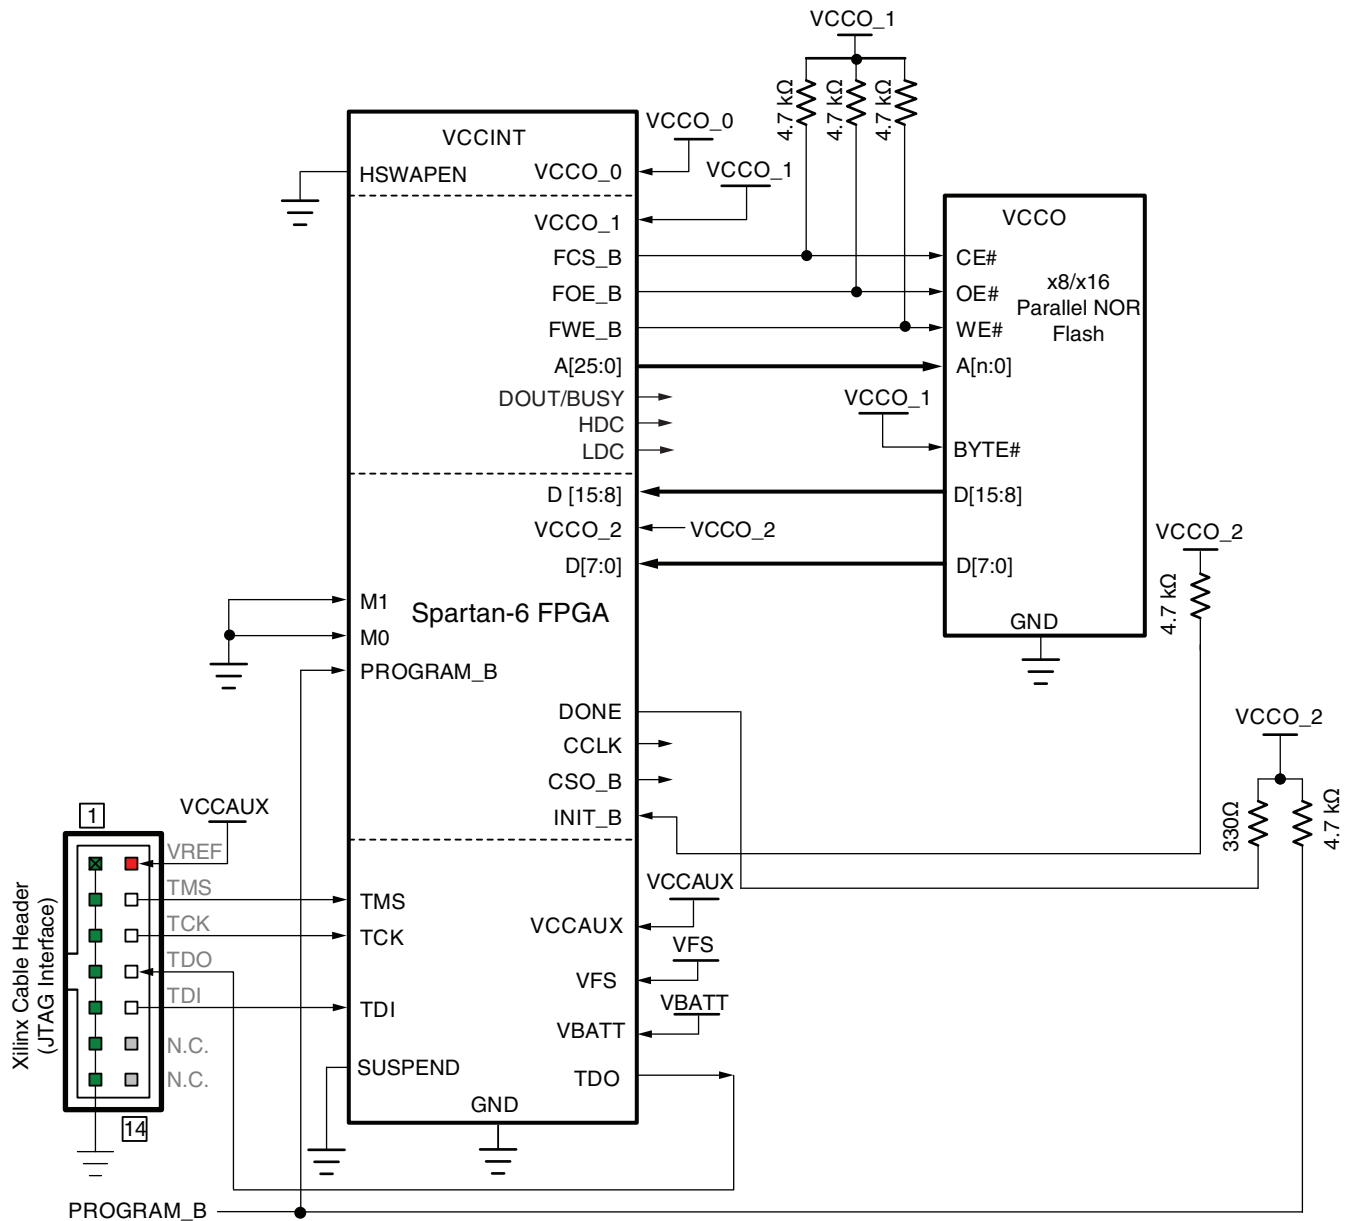 VCCO_1
4.7 kΩ
4.7 kΩ
4.7 kΩ
VCCINT
VCCO_0
HSWAPEN
VCCO_0
VCCO_1
VCCO_1
VCCO
FCS_B
CE#
x8/x16
Parallel NOR
Flash
FOE_B
OE#
FWE_B
WE#
A[25:0]
A[n:0]
DOUT/BUSY
VCCO_1
HDC
LDC
BYTE#
D [15:8]
D[15:8]
VCCO_2
VCCO_2
VCCO_2
D[7:0]
D[7:0]
4.7 kΩ
M1
Spartan-6 FPGA
GND
M0
PROGRAM_B
DONE
VCCO_2
CCLK
CSO_B
INIT_B
330Ω
4.7 kΩ
1
VCCAUX
VREF
TMS
TMS
VCCAUX
TCK
TCK
VCCAUX
Xilinx Cable Header
(JTAG Interface)
TDO
VFS
VFS
TDI
TDI
VBATT
VBATT
N.C.
N.C.
SUSPEND
TDO
GND
14
PROGRAM_B